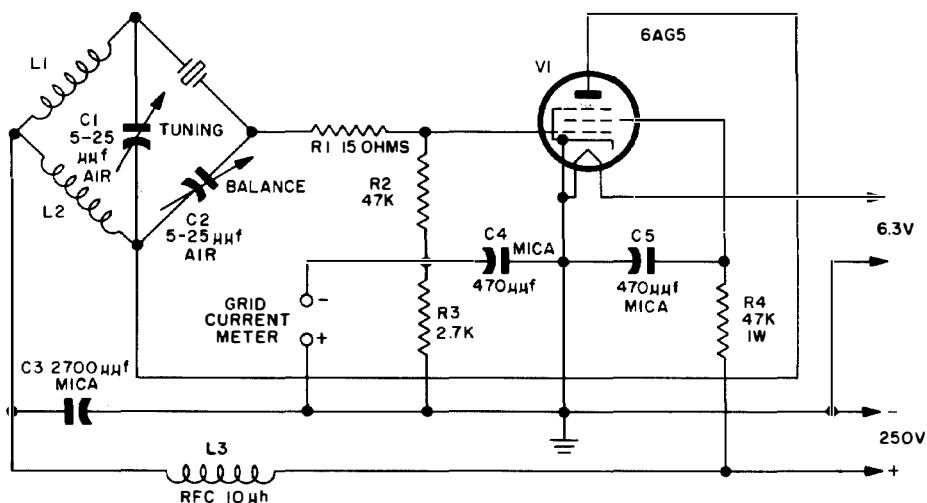 6AG5
V1
L1
C1
5-25
μμf
AIR
TUNING
L2
BALANCE
C2
5-25μμf
AIR
R1 15 OHMS
R2
47K
R3
2.7K
C4
MICA
470μμf
C5
470μμf
MICA
R4
47K
1W
6.3V
GRID
CURRENT
METER
-
+
C3 2700μμf
MICA
-
250V
+
L3
RFC 10μh